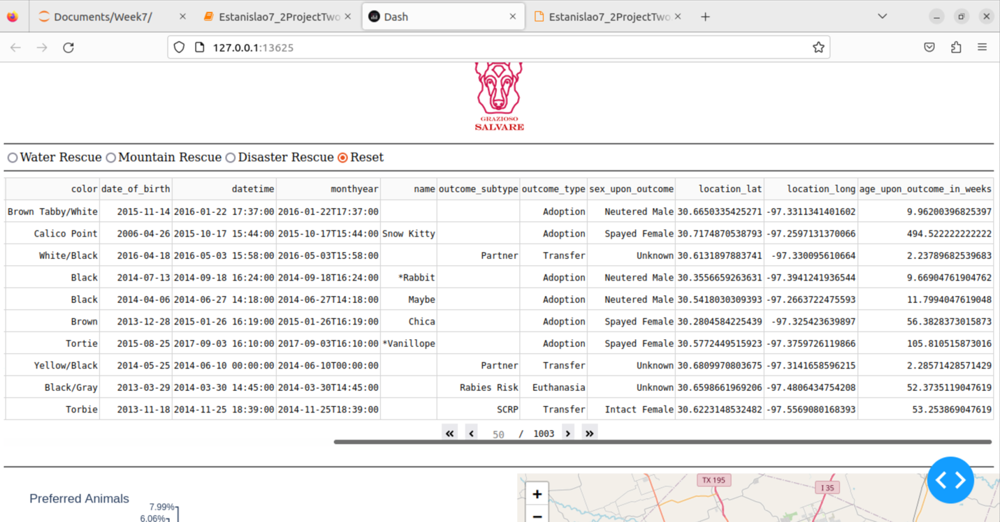 Documents/Week7/ × Estanislao7_2ProjectTwo × Dash × Estanislao7_2ProjectTwo. × +
127.0.0.1:13625
GRAZIOSO
SALVARE
Water Rescue Mountain Rescue Disaster Rescue Reset
color date_of_birth datetime monthyear name outcome_subtype outcome_type sex_upon_outcome location_lat location_long age_upon_outcome_in_weeks
Brown Tabby/White 2015-11-14 2016-01-22 17:37:00 2016-01-22T17:37:00 Adoption Neutered Male 30.6650335425271 -97.3311341401602 9.96200396825397
Calico Point 2006-04-26 2015-10-17 15:44:00 2015-10-17T15:44:00 Snow Kitty Adoption Spayed Female 30.7174870538793 -97.2597131370066 494.522222222222
White/Black 2016-04-18 2016-05-03 15:58:00 2016-05-03T15:58:00 Partner Transfer Unknown 30.6131897883741 -97.330095610664 2.23789682539683
Black 2014-07-13 2014-09-18 16:24:00 2014-09-18T16:24:00 *Rabbit Adoption Neutered Male 30.3556659263631 -97.3941241936544 9.66904761904762
Black 2014-04-06 2014-06-27 14:18:00 2014-06-27T14:18:00 Maybe Adoption Neutered Male 30.5418030309393 -97.2663722475593 11.7994047619048
Brown 2013-12-28 2015-01-26 16:19:00 2015-01-26T16:19:00 Chica Adoption Spayed Female 30.2804584225439 -97.325423639897 56.3828373015873
Tortie 2015-08-25 2017-09-03 16:10:00 2017-09-03T16:10:00 *Vanillope Adoption Spayed Female 30.5772449515923 -97.3759726119866 105.810515873016
Yellow/Black 2014-05-25 2014-06-10 00:00:00 2014-06-10T00:00:00 Partner Transfer Unknown 30.6809970803675 -97.3141658596215 2.28571428571429
Black/Gray 2013-03-29 2014-03-30 14:45:00 2014-03-30T14:45:00 Rabies Risk Euthanasia Unknown 30.6598661969206 -97.4806434754208 52.3735119047619
Torbie 2013-11-18 2014-11-25 18:39:00 2014-11-25T18:39:00 SCRP Transfer Intact Female 30.6223148532482 -97.5569080168393 53.253869047619
« ‹ 50 / 1003 › »
TX 195
I 35
+
−
Preferred Animals
7.99%
6.06%